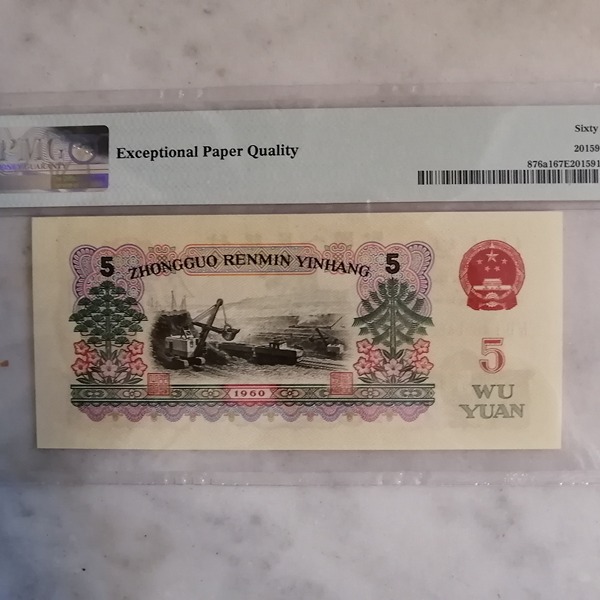 PMG
Exceptional Paper Quality
Sixty
20159
876a167E201591
5 ZHONGGUO RENMIN YINHANG 5
1960
5
WU
YUAN